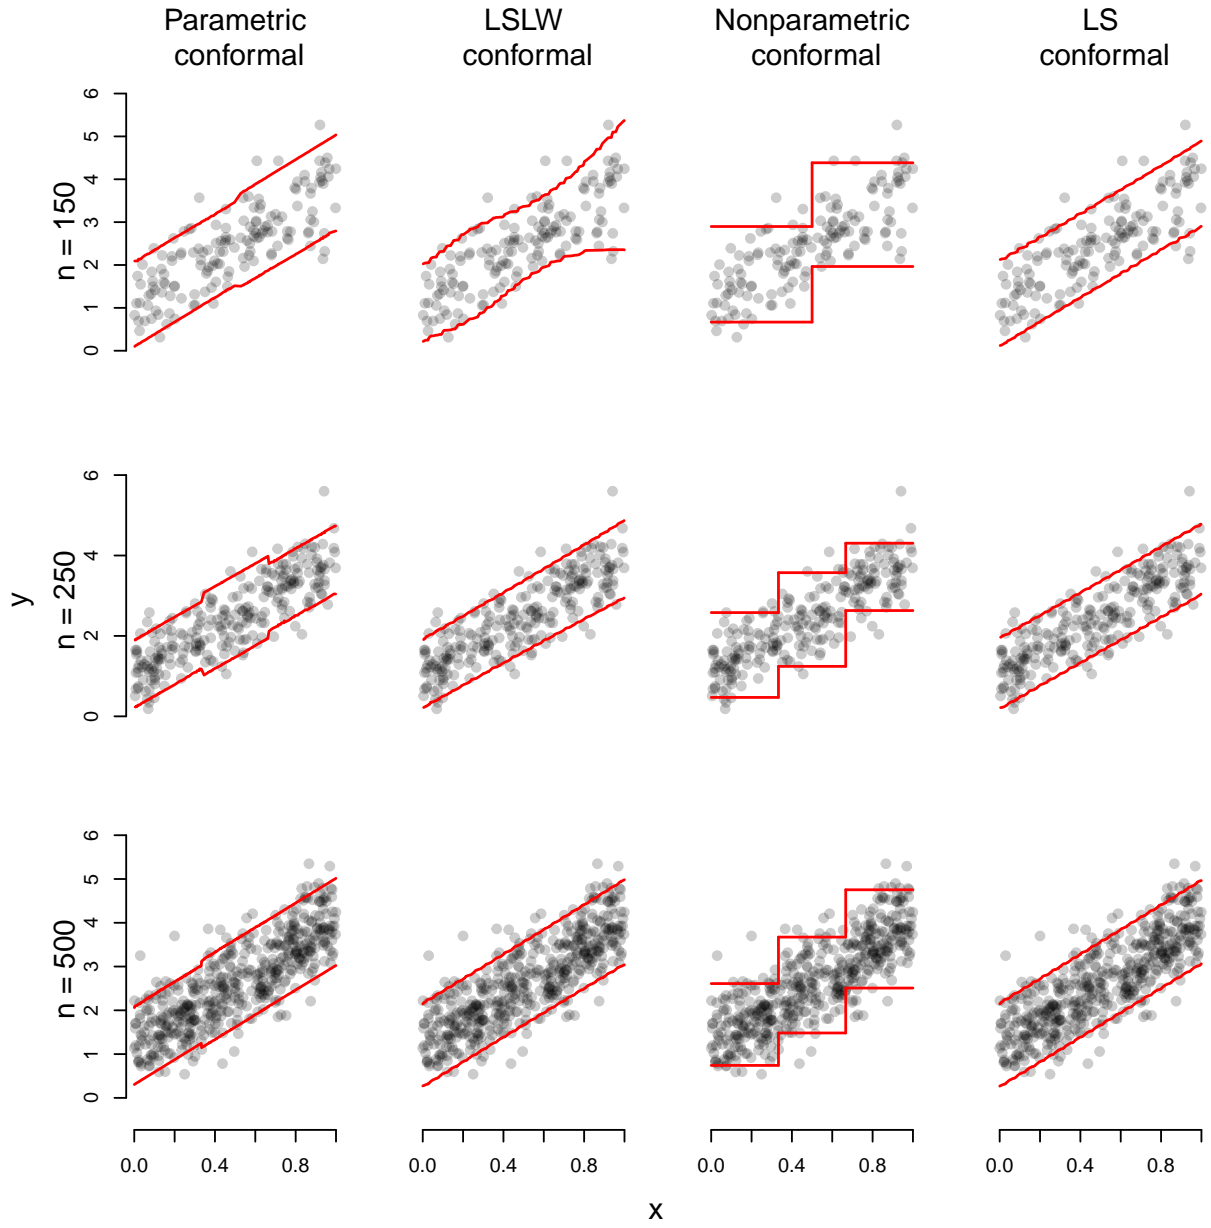 Parametric
conformal
LSLW
conformal
Nonparametric
conformal
LS
conformal
n = 150
0 1 2 3 4 5 6
y
n = 250
0 2 4 6
n = 500
0 1 2 3 4 5 6
0.0 0.4 0.8
0.0 0.4 0.8
0.0 0.4 0.8
0.0 0.4 0.8
x